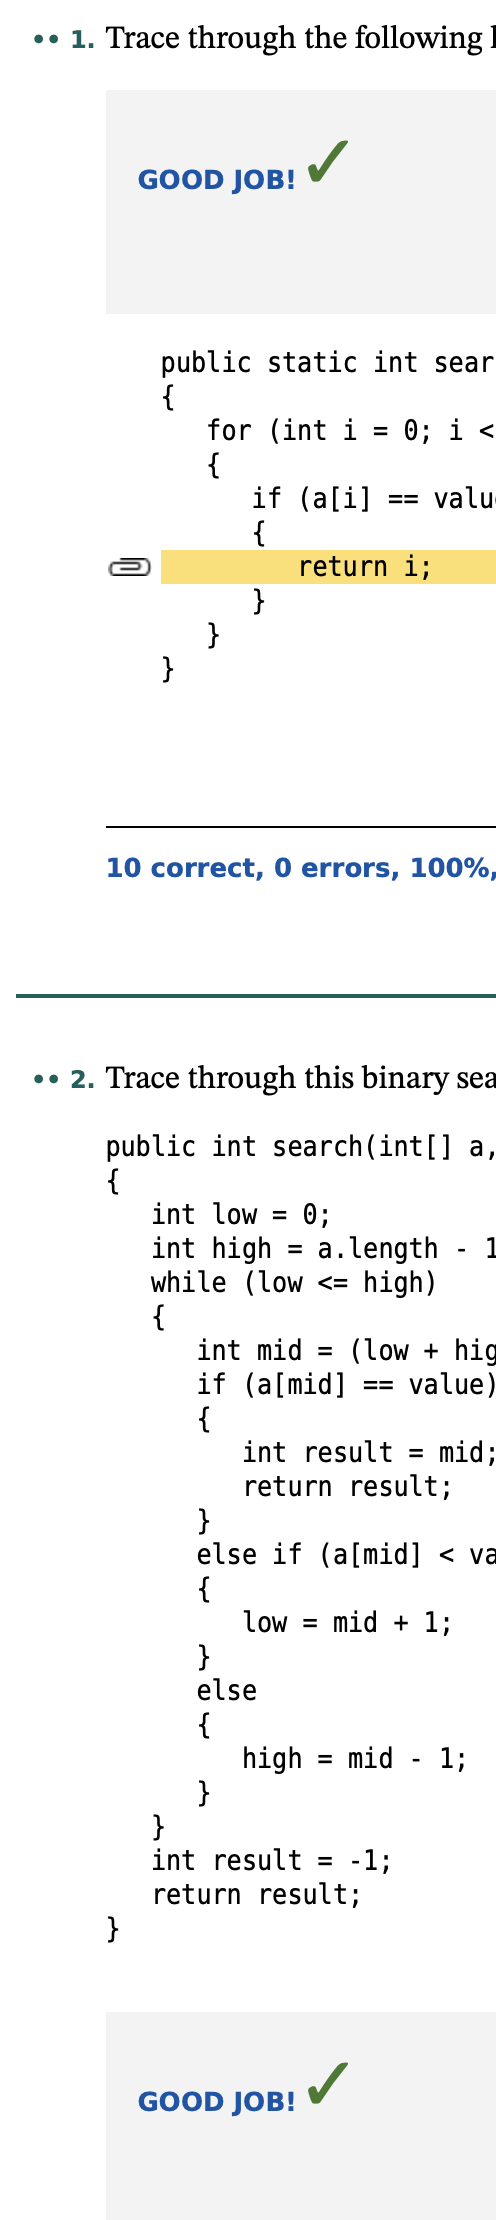 •• 1. Trace through the following
GOOD JOB!
public static int sear
{
for (int i = 0; i <
{
if (a[i] == valu
{
return i;
}
}
}
10 correct, 0 errors, 100%,
•• 2. Trace through this binary sea
public int search(int[] a,
{
int low = 0;
int high = a.length - 1
while (low <= high)
{
int mid = (low + hig
if (a[mid] == value)
{
int result = mid;
return result;
}
else if (a[mid] < va
{
low = mid + 1;
}
else
{
high = mid - 1;
}
}
int result = -1;
return result;
}
GOOD JOB!